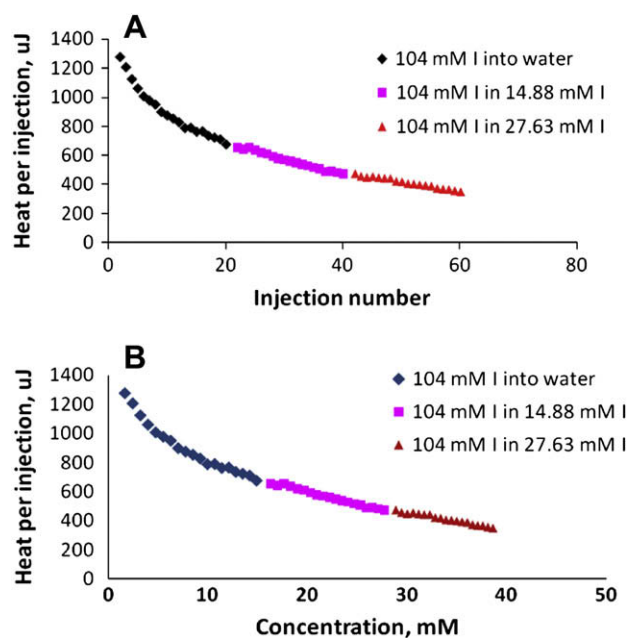 A
1400
1200
1000
800
600
400
200
0
Heat per injection, uJ
104 mM I into water
104 mM I in 14.88 mM I
104 mM I in 27.63 mM I
0 20 40 60 80
Injection number
B
1400
1200
1000
800
600
400
200
0
Heat per injection, uJ
104 mM I into water
104 mM I in 14.88 mM I
104 mM I in 27.63 mM I
0 10 20 30 40 50
Concentration, mM